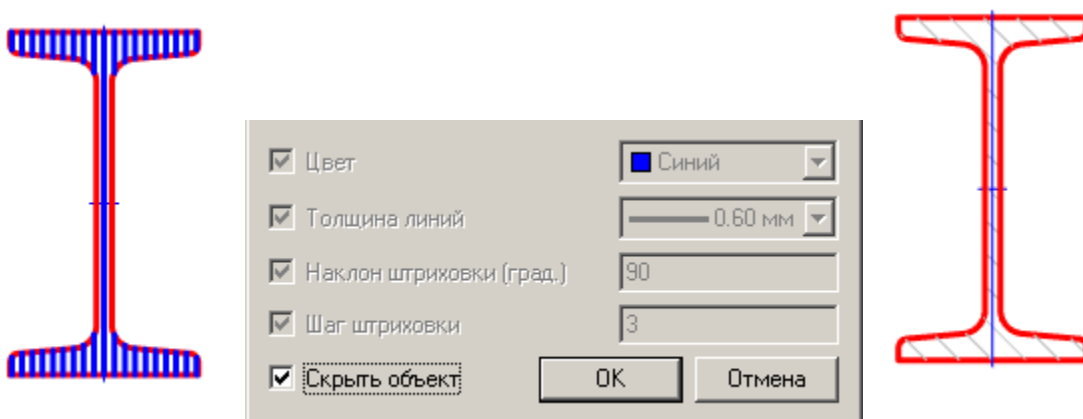 Цвет Синий
Толщина линий 0.60 мм
Наклон штриховки (град.) 90
Шаг штриховки 3
Скрыть объект OK Отмена